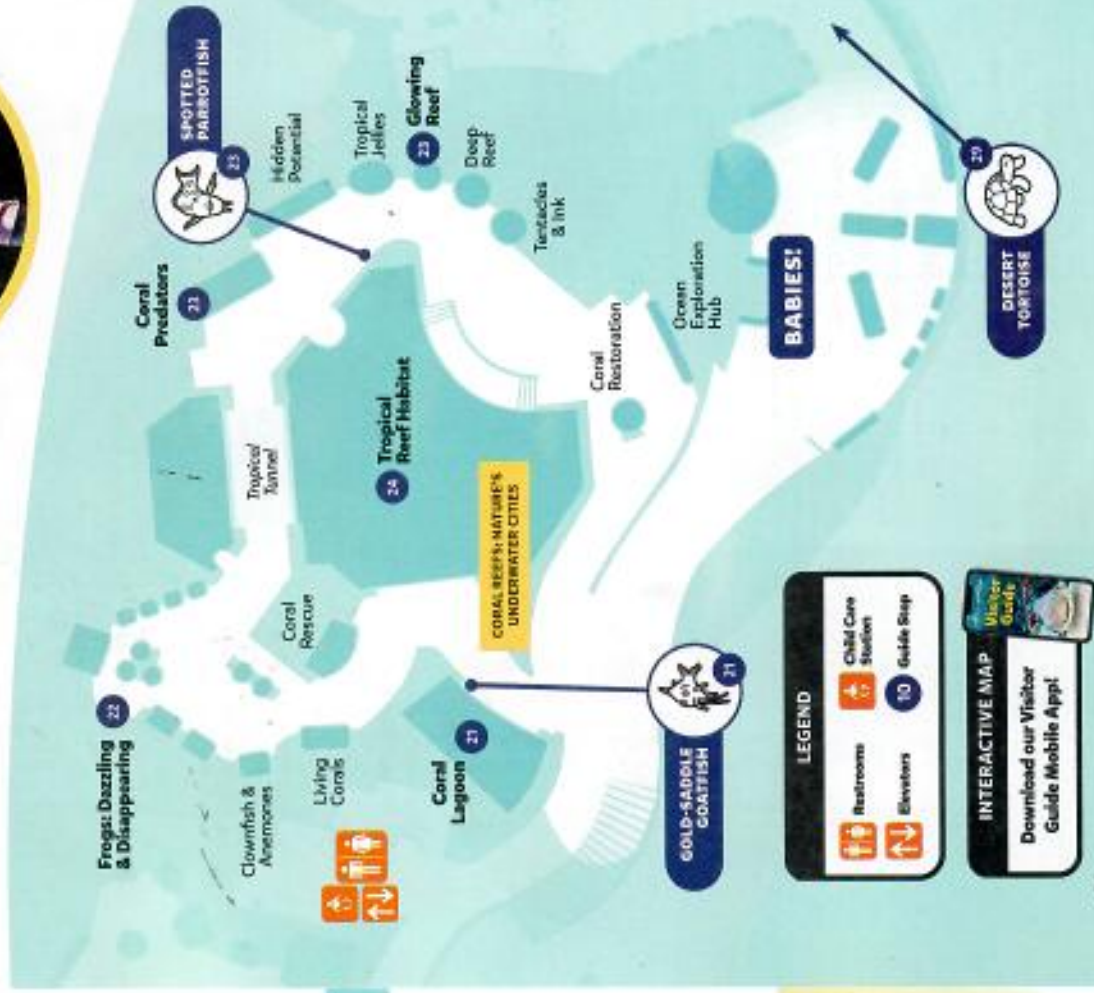 Frogs: Dazzling
& Disappearing
22
Coral
Predators
23
SPOTTED
PARROTFISH
23
Hidden
Potential
Clownfish &
Anemones
Tropical
Tunnel
Living
Corals
Coral
Rescue
Tropical
Jellies
23
Glowing
Reef
Deep
Reef
24
Tropical
Reef Habitat
Coral
Lagoon
21
CORAL REEFS: NATURE'S
UNDERWATER CITIES
Tentacles
& Ink
Coral
Restoration
Ocean
Exploration
Hub
GOLD-SADDLE
GOATFISH
21
BABIES!
LEGEND
Restrooms
Child Care
Station
Elevators
10
Guide Stop
DESERT
TORTOISE
29
INTERACTIVE MAP
Download our Visitor
Guide Mobile App!
Visitor
Guide